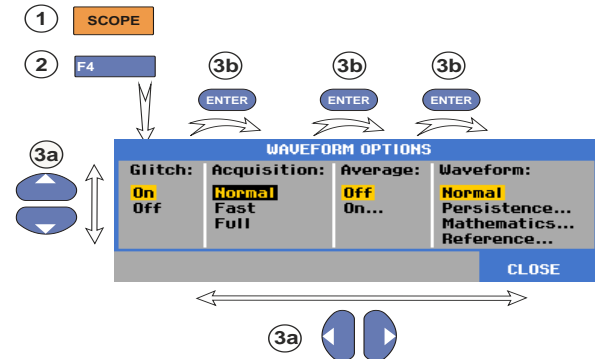 1 SCOPE
2 F4
3b 3b 3b
ENTER ENTER ENTER
3a
WAVEFORM OPTIONS
Glitch: Acquisition: Average: Waveform:
On Normal Off Normal
Off Fast On... Persistence...
Full Mathematics...
Reference...
CLOSE
3a